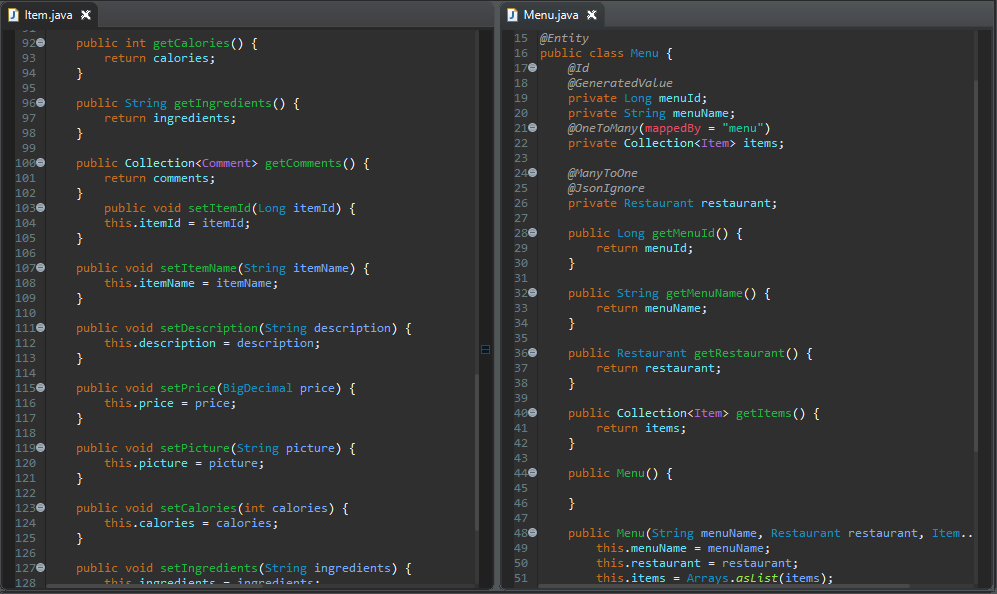 Item.java
92 public int getCalories() {
93 return calories;
94 }
95
96 public String getIngredients() {
97 return ingredients;
98 }
99
100 public Collection<Comment> getComments() {
101 return comments;
102 }
103 public void setItemId(Long itemId) {
104 this.itemId = itemId;
105 }
106
107 public void setItemName(String itemName) {
108 this.itemName = itemName;
109 }
110
111 public void setDescription(String description) {
112 this.description = description;
113 }
114
115 public void setPrice(BigDecimal price) {
116 this.price = price;
117 }
118
119 public void setPicture(String picture) {
120 this.picture = picture;
121 }
122
123 public void setCalories(int calories) {
124 this.calories = calories;
125 }
126
127 public void setIngredients(String ingredients) {
128 this.ingredients = ingredients;
Menu.java
15 @Entity
16 public class Menu {
17 @Id
18 @GeneratedValue
19 private Long menuId;
20 private String menuName;
21 @OneToMany(mappedBy = "menu")
22 private Collection<Item> items;
23
24 @ManyToOne
25 @JsonIgnore
26 private Restaurant restaurant;
27
28 public Long getMenuId() {
29 return menuId;
30 }
31
32 public String getMenuName() {
33 return menuName;
34 }
35
36 public Restaurant getRestaurant() {
37 return restaurant;
38 }
39
40 public Collection<Item> getItems() {
41 return items;
42 }
43
44 public Menu() {
45
46 }
47
48 public Menu(String menuName, Restaurant restaurant, Item..
49 this.menuName = menuName;
50 this.restaurant = restaurant;
51 this.items = Arrays.asList(items);